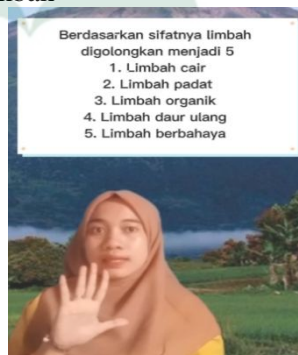 Berdasarkan sifatnya limbah
digolongkan menjadi 5
1. Limbah cair
2. Limbah padat
3. Limbah organik
4. Limbah daur ulang
5. Limbah berbahaya